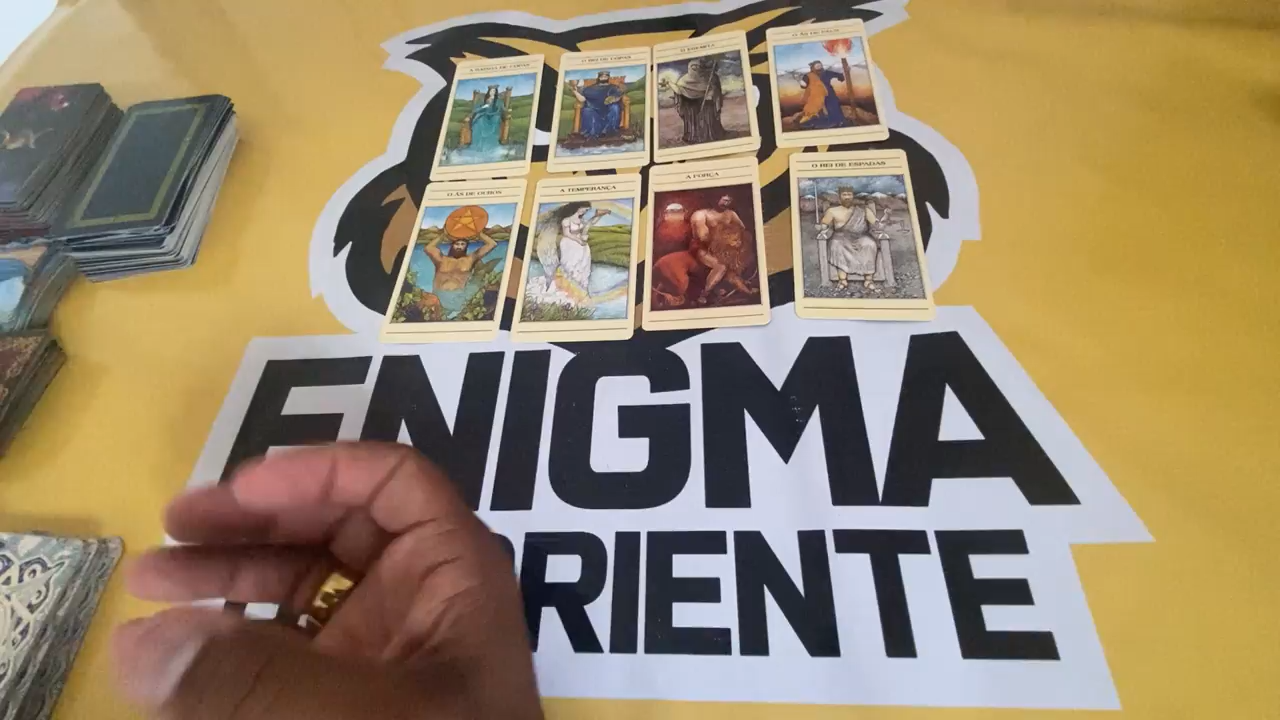 A RAINHA DE COPAS
O REI DE COPAS
O EREMITA
O ÁS DE PAUS
O ÁS DE OUROS
A TEMPERANÇA
A FORÇA
O REI DE ESPADAS
ENIGMA
ORIENTE